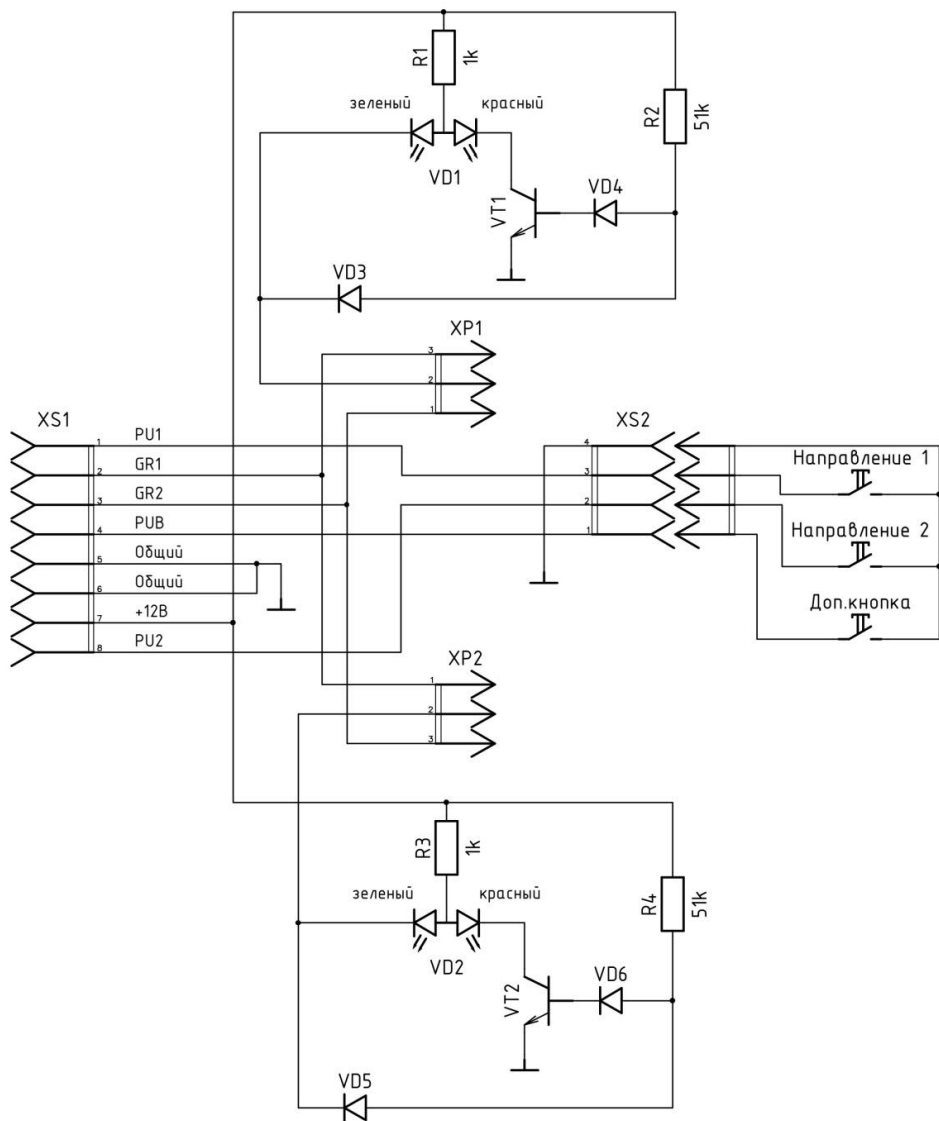 R1
1k
R2
51k
зеленый
красный
VD1
VT1
VD4
VD3
XP1
3
2
1
XS1
1
PU1
2
GR1
3
GR2
4
PUB
5
Общий
6
Общий
7
+12В
8
PU2
XS2
4
3
2
1
Направление 1
Направление 2
Доп.кнопка
XP2
1
2
3
R3
1k
R4
51k
зеленый
красный
VD2
VT2
VD6
VD5